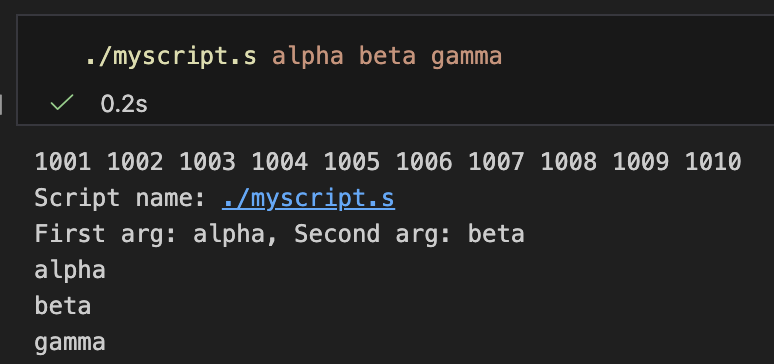 ./myscript.s alpha beta gamma
0.2s
1001 1002 1003 1004 1005 1006 1007 1008 1009 1010
Script name: ./myscript.s
First arg: alpha, Second arg: beta
alpha
beta
gamma